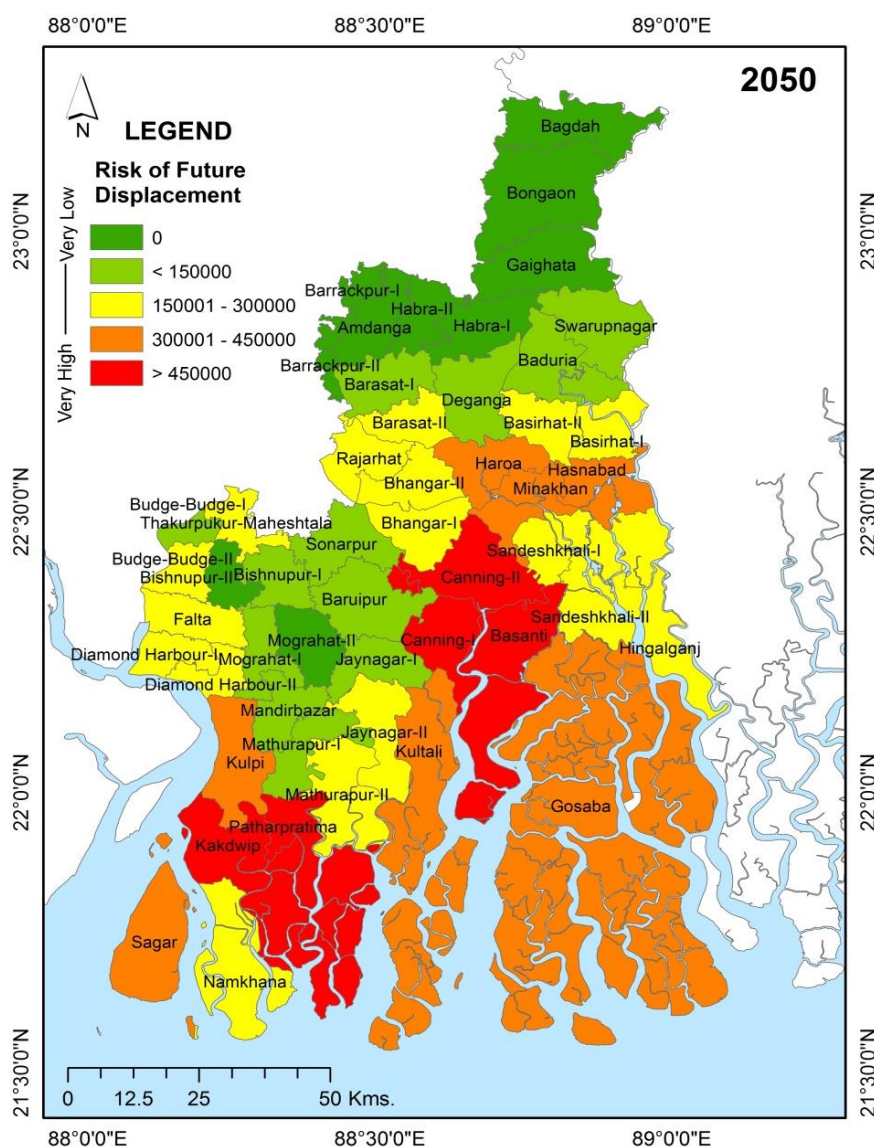 88°0'0"E 88°30'0"E 89°0'0"E
2050
N
LEGEND
Risk of Future
Displacement
Very Low
Very High
0
< 150000
150001 - 300000
300001 - 450000
> 450000
23°0'0"N
22°30'0"N
22°0'0"N
21°30'0"N
23°0'0"N
22°30'0"N
22°0'0"N
21°30'0"N
Bagdah
Bongaon
Gaighata
Barrackpur-I
Habra-II
Amdanga
Habra-I
Swarupnagar
Barrackpur-II
Baduria
Barasat-I
Deganga
Barasat-II
Basirhat-II
Basirhat-I
Rajarhat
Haroa
Hasnabad
Bhangar-II
Minakhan
Budge-Budge-I
Thakurpukur-Maheshtala
Bhangar-I
Sonarpur
Sandeshkhali-I
Budge-Budge-II
Bishnupur-II
Bishnupur-I
Canning-II
Baruipur
Falta
Sandeshkhali-II
Mograhat-II
Canning-I
Basanti
Hingalganj
Diamond Harbour-I
Mograhat-I
Jaynagar-I
Diamond Harbour-II
Mandirbazar
Jaynagar-II
Mathurapur-I
Kultali
Kulpi
Mathurapur-II
Gosaba
Patharpratima
Kakdwip
Sagar
Namkhana
0 12.5 25 50 Kms.
88°0'0"E 88°30'0"E 89°0'0"E